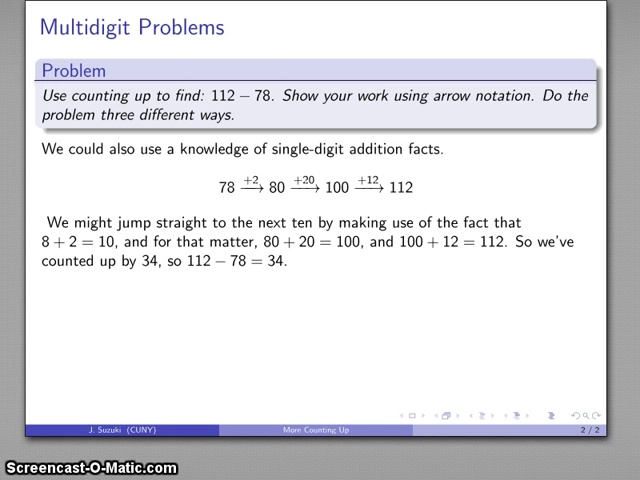 Multidigit Problems
Problem
Use counting up to find: 112 − 78. Show your work using arrow notation. Do the
problem three different ways.
We could also use a knowledge of single-digit addition facts.
+2 +20 +12
78 ⟶ 80 ⟶ 100 ⟶ 112
We might jump straight to the next ten by making use of the fact that
8 + 2 = 10, and for that matter, 80 + 20 = 100, and 100 + 12 = 112. So we've
counted up by 34, so 112 − 78 = 34.
J. Suzuki (CUNY) More Counting Up 2 / 2
Screencast-O-Matic.com